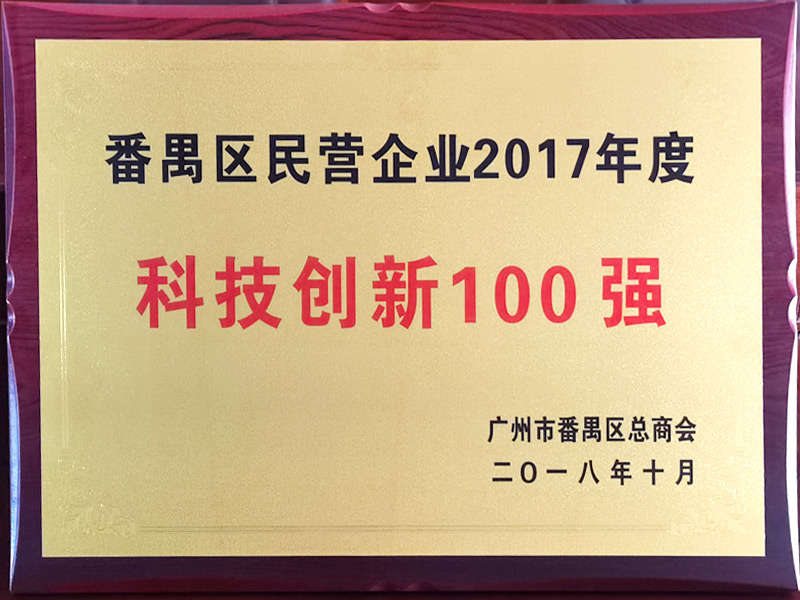 番禺区民营企业2017年度
科技创新100强
广州市番禺区总商会
二〇一八年十月